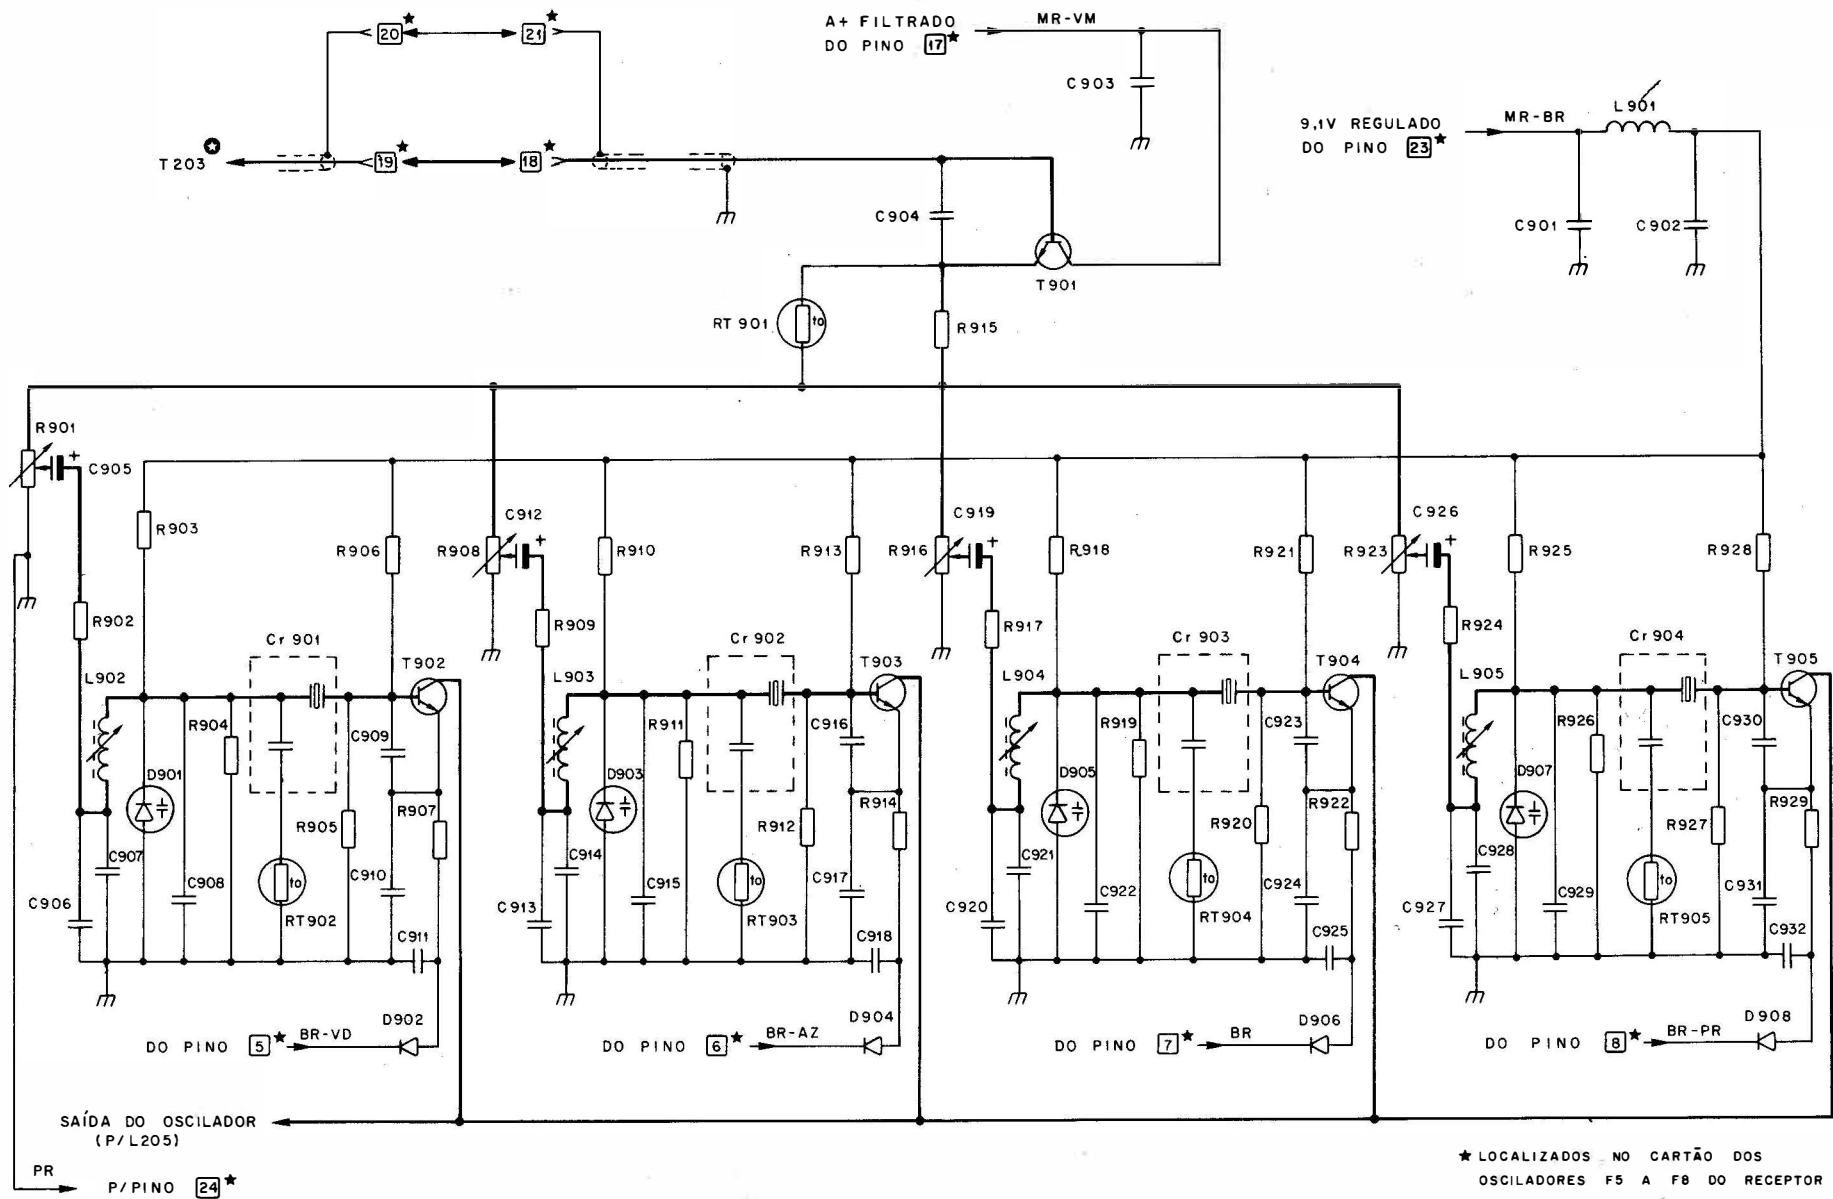 20 ★
21 ★
A+ FILTRADO
DO PINO 17 ★
MR-VM
C903
L901
9,1V REGULADO
DO PINO 23 ★
MR-BR
T203
19 ★
18 ★
C904
C901
C902
T901
RT 901
to
R915
R901
C905
R903
R906
C912
R908
R910
R913
C919
R916
R918
R921
C926
R923
R925
R928
R902
R909
R917
R924
Cr 901
Cr 902
Cr 903
Cr 904
L902
T902
L903
T903
L904
T904
L905
T905
R904
C909
R911
C916
R919
C923
R926
C930
D901
R907
D903
R914
D905
R922
D907
R929
R905
R912
R920
R927
C907
C908
to
C910
C914
C915
to
C917
C921
C922
to
C924
C928
C929
to
C931
C906
RT902
C911
C913
RT903
C918
C920
RT904
C925
C927
RT905
C932
DO PINO 5 ★ BR-VD D902
DO PINO 6 ★ BR-AZ D904
DO PINO 7 ★ BR D906
DO PINO 8 ★ BR-PR D908
SAÍDA DO OSCILADOR
(P/L205)
PR
P/PINO 24 ★
★ LOCALIZADOS NO CARTÃO DOS
OSCILADORES F5 A F8 DO RECEPTOR